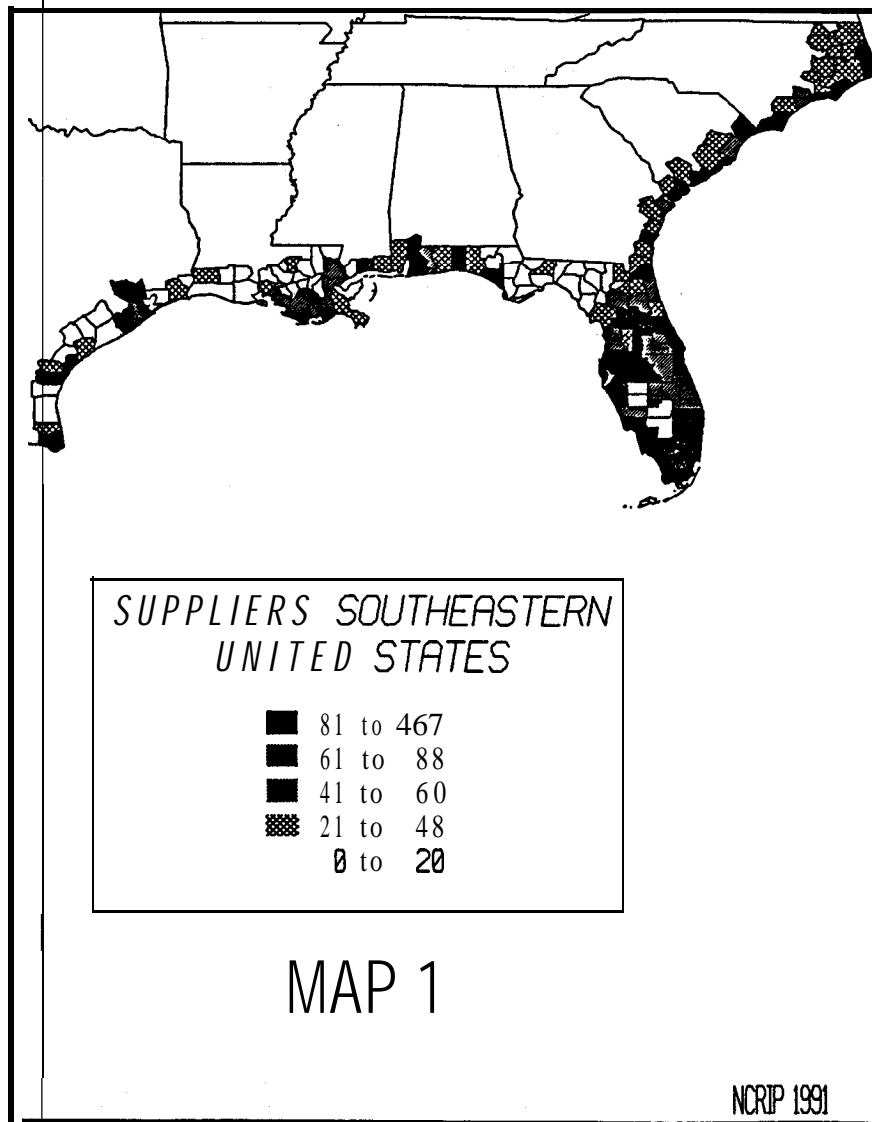 SUPPLIERS SOUTHEASTERN
UNITED STATES
81 to 467
61 to 88
41 to 60
21 to 48
0 to 20
MAP 1
NCRIP 1991